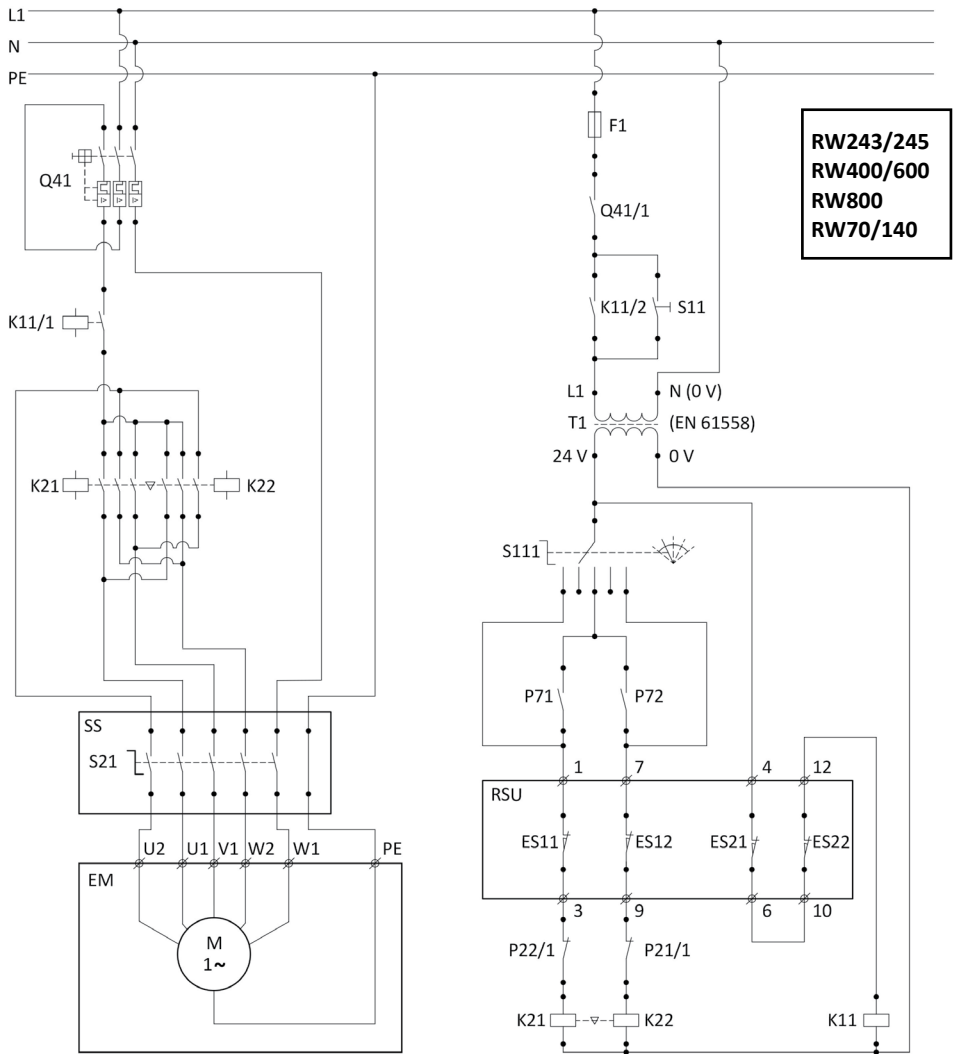 L1
N
PE
F1
RW243/245
RW400/600
RW800
RW70/140
Q41
Q41/1
K11/1
K11/2
S11
L1
N (0 V)
T1
(EN 61558)
24 V
0 V
K21
K22
S111
P71
P72
SS
S21
1
7
4
12
RSU
ES11
ES12
ES21
ES22
U2
U1
V1
W2
W1
PE
EM
3
9
6
10
M
1~
P22/1
P21/1
K21
K22
K11